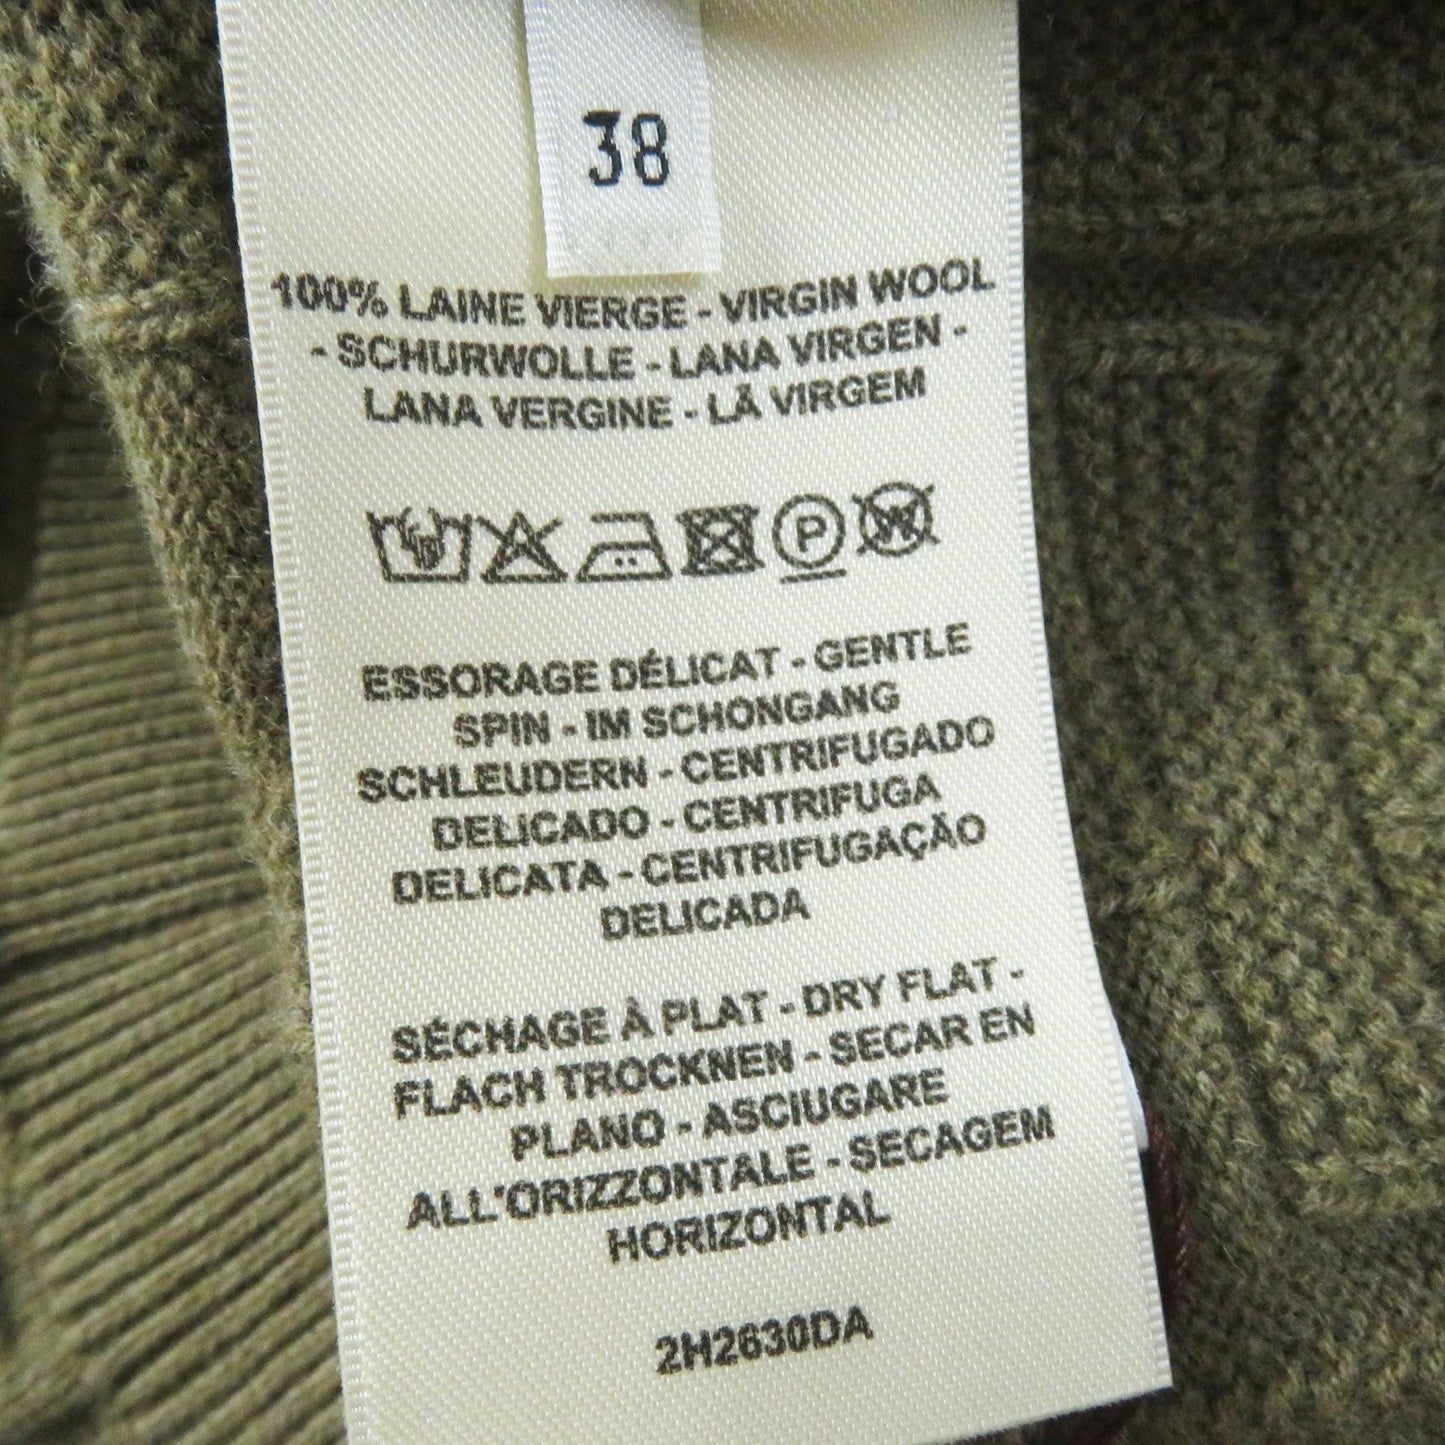 38
100% LAINE VIERGE - VIRGIN WOOL
- SCHURWOLLE - LANA VIRGEN -
LANA VERGINE - LÃ VIRGEM
P W
ESSORAGE DÉLICAT - GENTLE
SPIN - IM SCHONGANG
SCHLEUDERN - CENTRIFUGADO
DELICADO - CENTRIFUGA
DELICATA - CENTRIFUGAÇÃO
DELICADA
SÉCHAGE À PLAT - DRY FLAT -
FLACH TROCKNEN - SECAR EN
PLANO - ASCIUGARE
ALL'ORIZZONTALE - SECAGEM
HORIZONTAL
2H2630DA